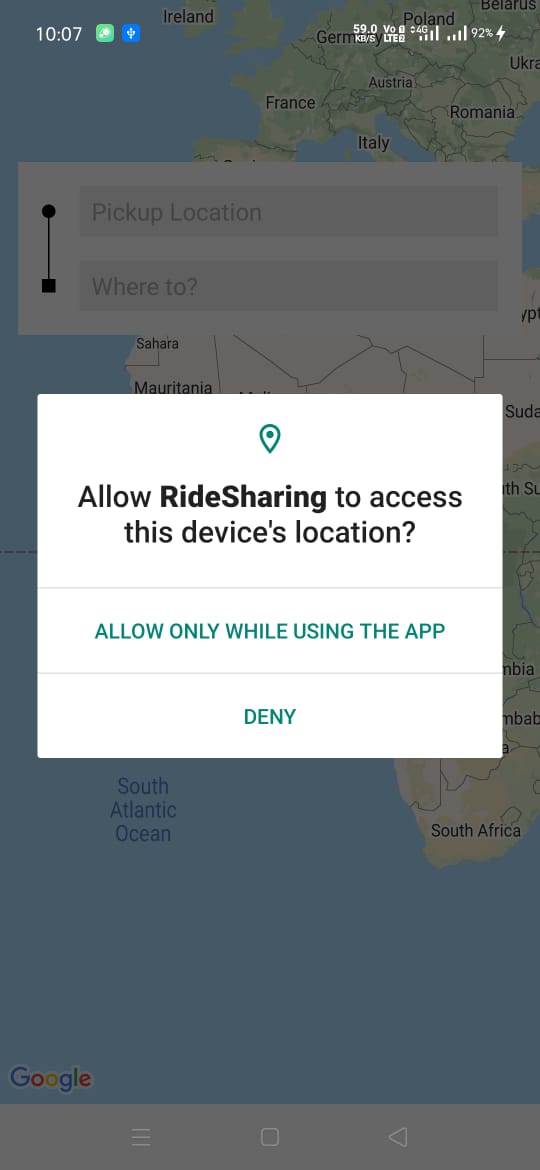 10:07
59.0 KB/S Vo LTE2 4G 92%
Ireland
Belarus
Poland
Germany
Ukra
Austria
France
Romania
Italy
Pickup Location
Where to?
ypt
Sahara
Mauritania
Suda
Allow RideSharing to access
this device's location?
th Su
ALLOW ONLY WHILE USING THE APP
mbia
DENY
mbab
South
Atlantic
Ocean
South Africa
Google